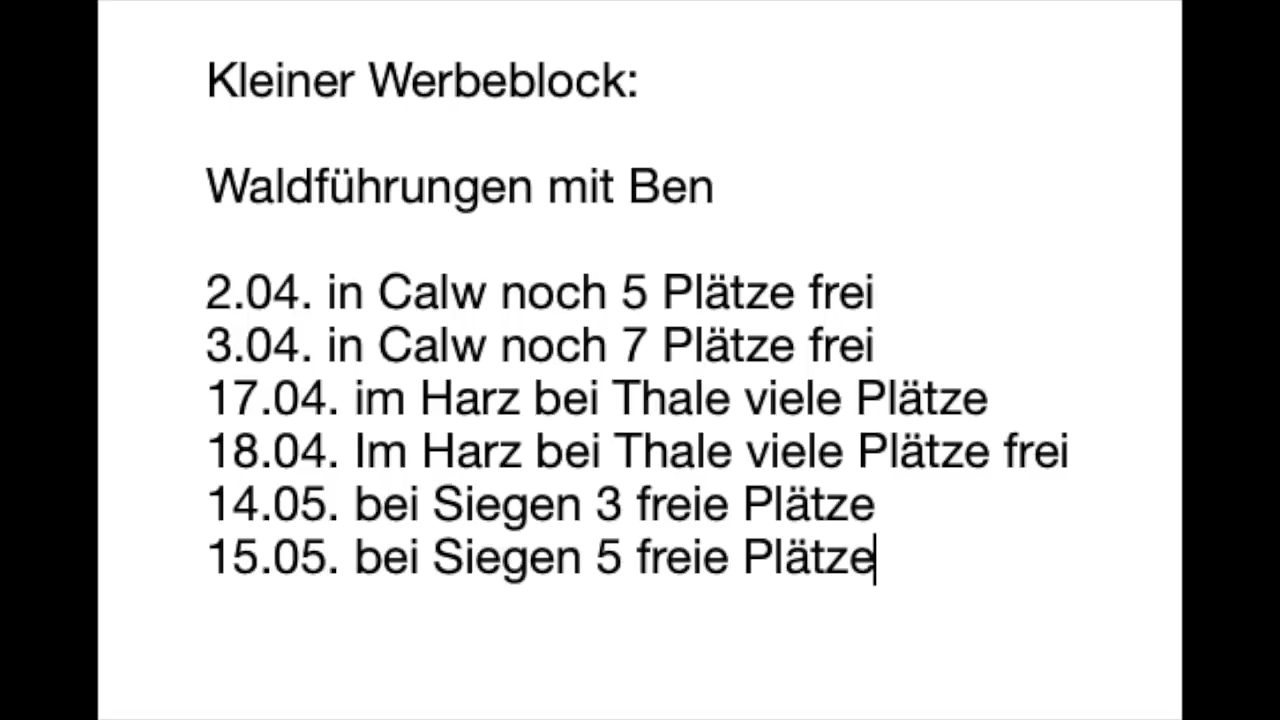 Kleiner Werbeblock:
Waldführungen mit Ben
2.04. in Calw noch 5 Plätze frei
3.04. in Calw noch 7 Plätze frei
17.04. im Harz bei Thale viele Plätze
18.04. Im Harz bei Thale viele Plätze frei
14.05. bei Siegen 3 freie Plätze
15.05. bei Siegen 5 freie Plätze